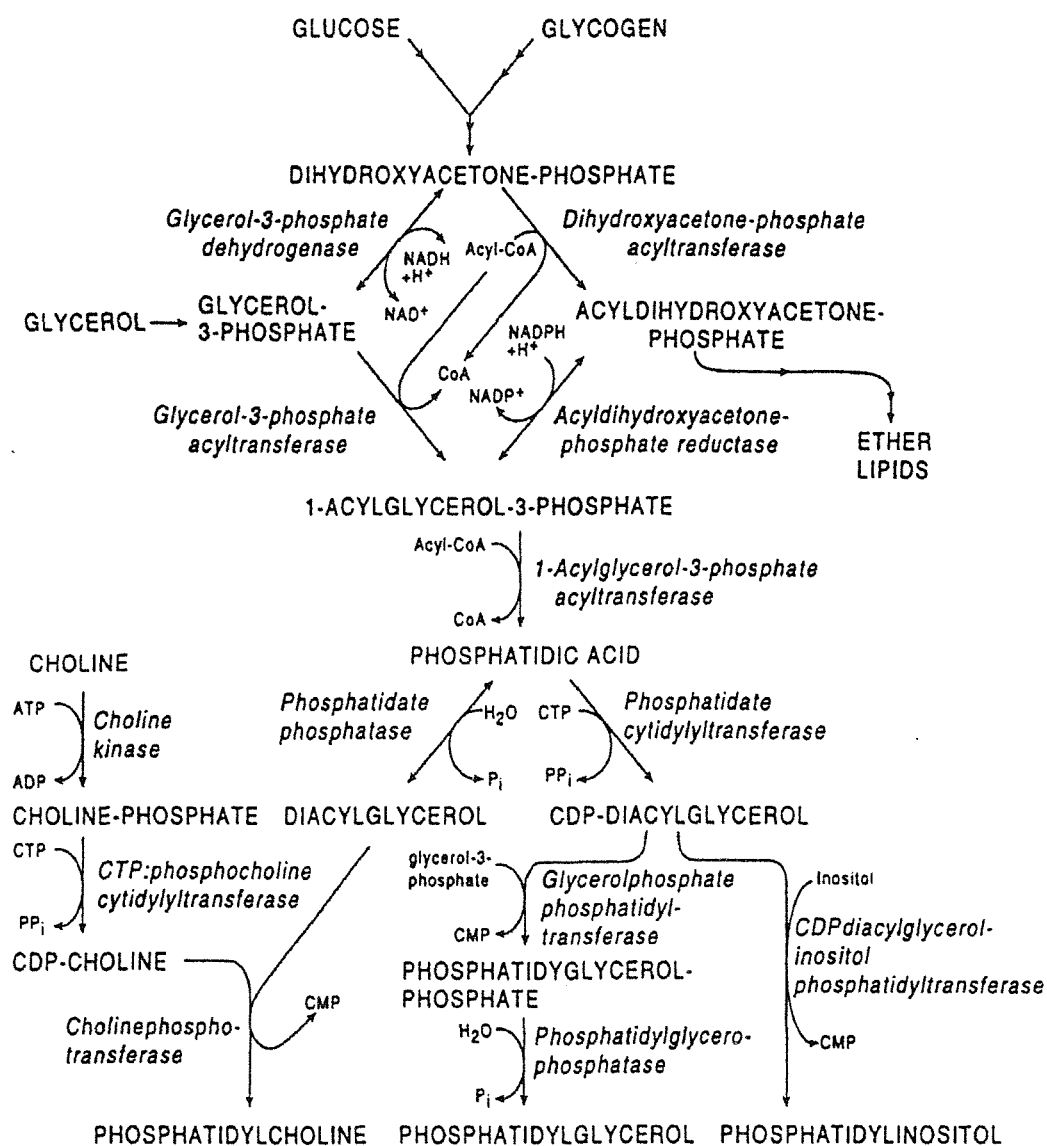 GLUCOSE
GLYCOGEN
DIHYDROXYACETONE-PHOSPHATE
Glycerol-3-phosphate
dehydrogenase
NADH
+H+
NAD+
Acyl-CoA
Dihydroxyacetone-phosphate
acyltransferase
GLYCEROL
GLYCEROL-
3-PHOSPHATE
ACYLDIHYDROXYACETONE-
PHOSPHATE
NADPH
+H+
CoA
NADP+
Glycerol-3-phosphate
acyltransferase
Acyldihydroxyacetone-
phosphate reductase
ETHER
LIPIDS
1-ACYLGLYCEROL-3-PHOSPHATE
Acyl-CoA
1-Acylglycerol-3-phosphate
acyltransferase
CoA
PHOSPHATIDIC ACID
CHOLINE
ATP
Choline
kinase
ADP
Phosphatidate
phosphatase
H2O
Pi
CTP
Phosphatidate
cytidylyltransferase
PPi
CHOLINE-PHOSPHATE
DIACYLGLYCEROL
CDP-DIACYLGLYCEROL
CTP
CTP:phosphocholine
cytidylyltransferase
PPi
glycerol-3-
phosphate
Glycerolphosphate
phosphatidyl-
transferase
CMP
Inositol
CDPdiacylglycerol-
inositol
phosphatidyltransferase
CMP
CDP-CHOLINE
CMP
Cholinephospho-
transferase
PHOSPHATIDYGLYCEROL-
PHOSPHATE
H2O
Phosphatidylglycero-
phosphatase
Pi
PHOSPHATIDYLCHOLINE
PHOSPHATIDYLGLYCEROL
PHOSPHATIDYLINOSITOL